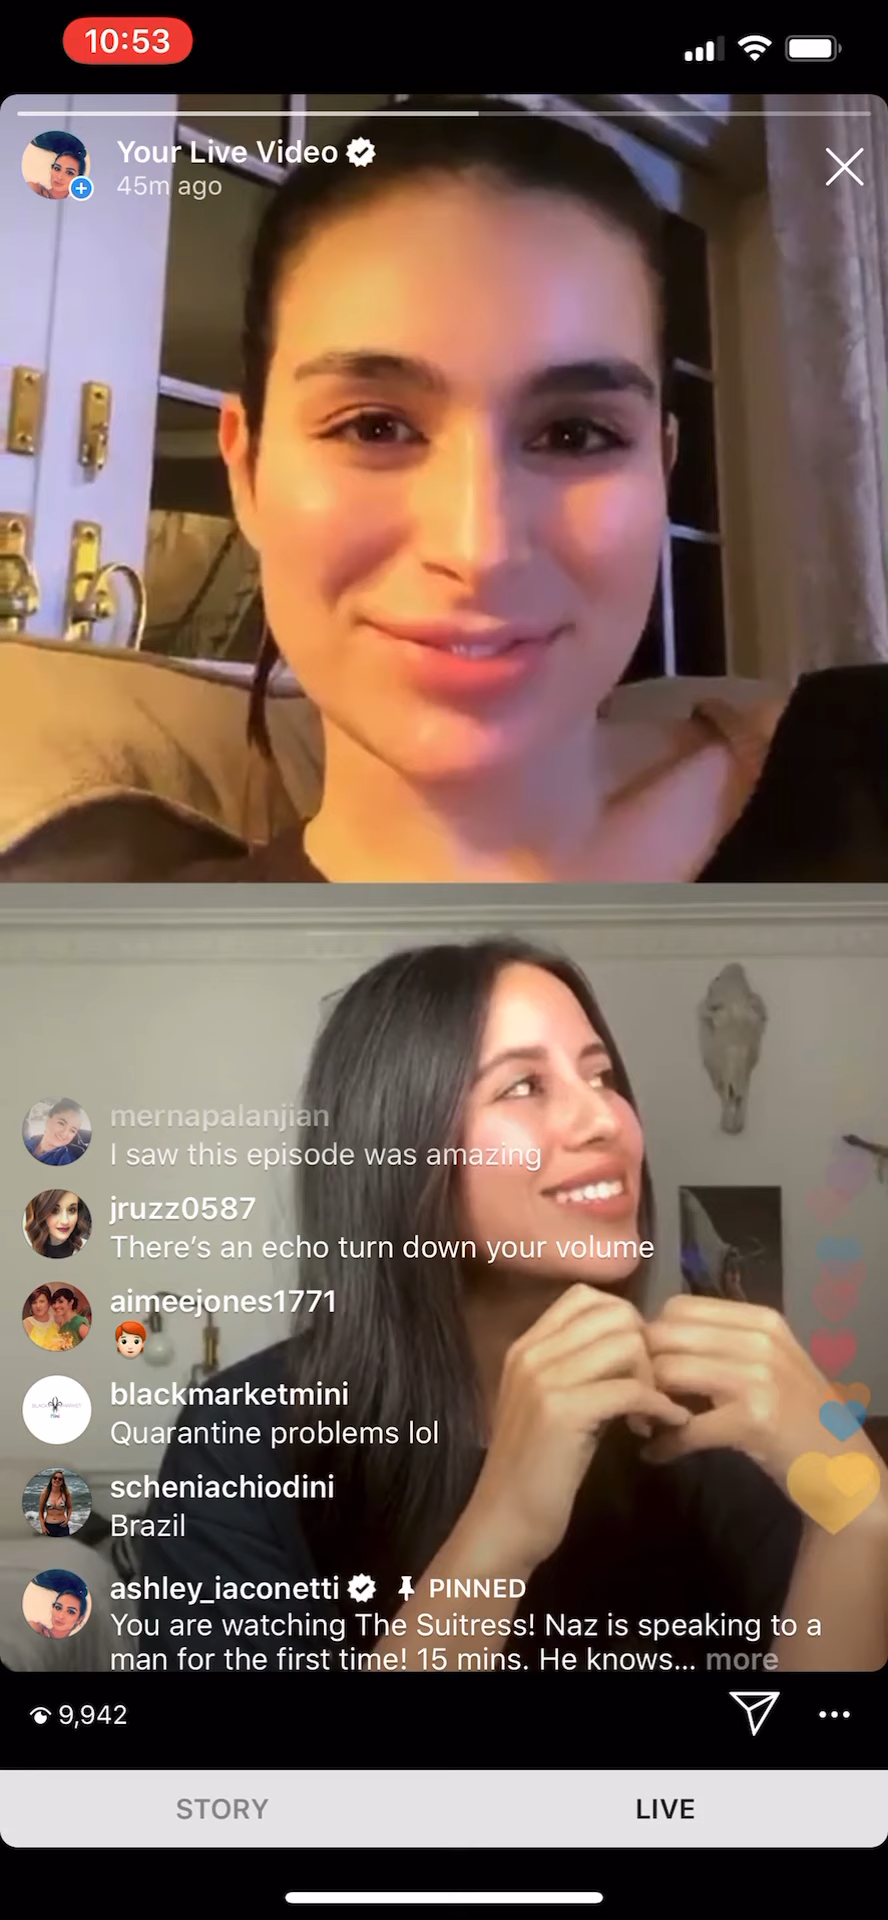 10:53
Your Live Video
45m ago
mernapalanjian
I saw this episode was amazing
jruzz0587
There's an echo turn down your volume
aimeejones1771
blackmarketmini
Quarantine problems lol
scheniachiodini
Brazil
ashley_iaconetti PINNED
You are watching The Suitress! Naz is speaking to a
man for the first time! 15 mins. He knows... more
9,942
STORY
LIVE